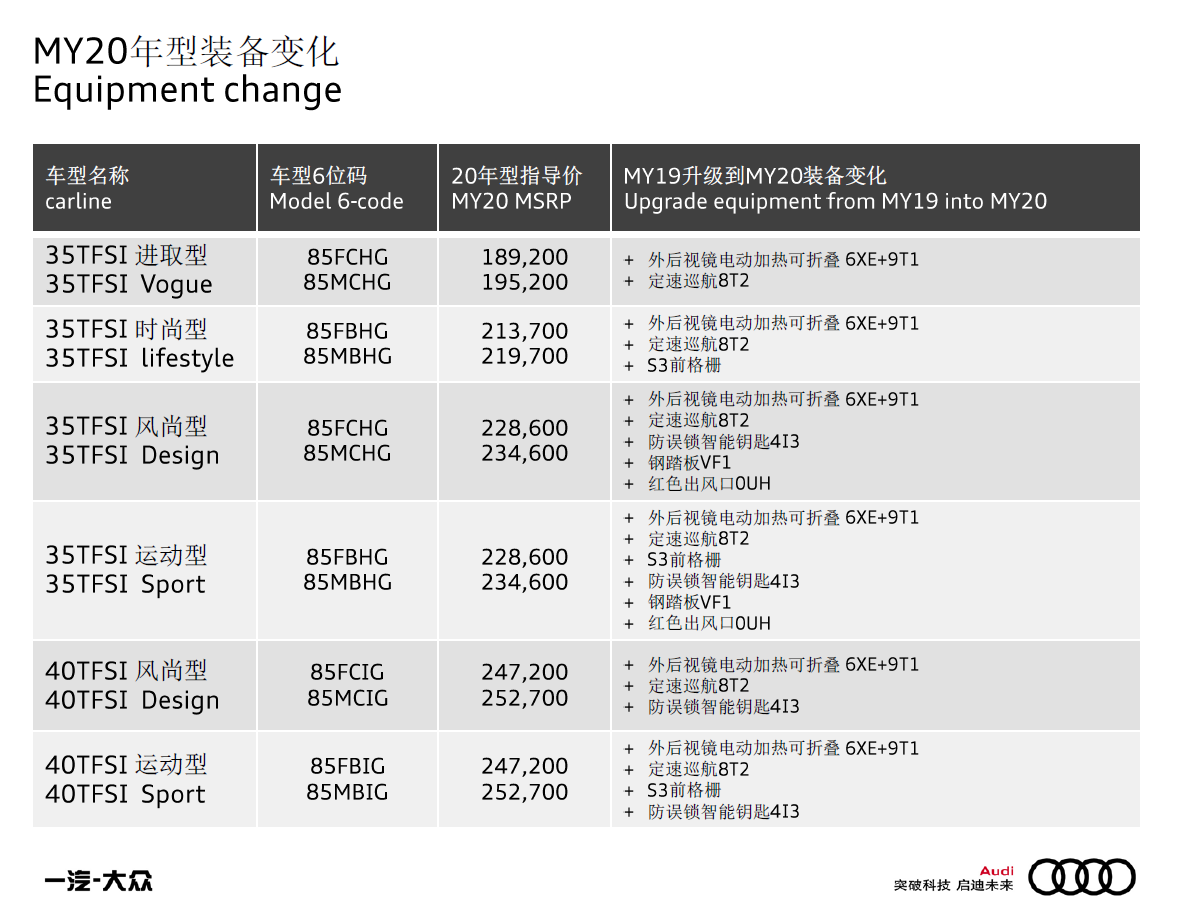 MY20年型装备变化
Equipment change
车型名称
carline
车型6位码
Model 6-code
20年型指导价
MY20 MSRP
MY19升级到MY20装备变化
Upgrade equipment from MY19 into MY20
35TFSI 进取型
35TFSI Vogue
85FCHG
85MCHG
189,200
195,200
+ 外后视镜电动加热可折叠 6XE+9T1
+ 定速巡航8T2
35TFSI 时尚型
35TFSI lifestyle
85FBHG
85MBHG
213,700
219,700
+ 外后视镜电动加热可折叠 6XE+9T1
+ 定速巡航8T2
+ S3前格栅
35TFSI 风尚型
35TFSI Design
85FCHG
85MCHG
228,600
234,600
+ 外后视镜电动加热可折叠 6XE+9T1
+ 定速巡航8T2
+ 防误锁智能钥匙4I3
+ 钢踏板VF1
+ 红色出风口0UH
35TFSI 运动型
35TFSI Sport
85FBHG
85MBHG
228,600
234,600
+ 外后视镜电动加热可折叠 6XE+9T1
+ 定速巡航8T2
+ S3前格栅
+ 防误锁智能钥匙4I3
+ 钢踏板VF1
+ 红色出风口0UH
40TFSI 风尚型
40TFSI Design
85FCIG
85MCIG
247,200
252,700
+ 外后视镜电动加热可折叠 6XE+9T1
+ 定速巡航8T2
+ 防误锁智能钥匙4I3
40TFSI 运动型
40TFSI Sport
85FBIG
85MBIG
247,200
252,700
+ 外后视镜电动加热可折叠 6XE+9T1
+ 定速巡航8T2
+ S3前格栅
+ 防误锁智能钥匙4I3
一汽-大众
Audi
突破科技 启迪未来